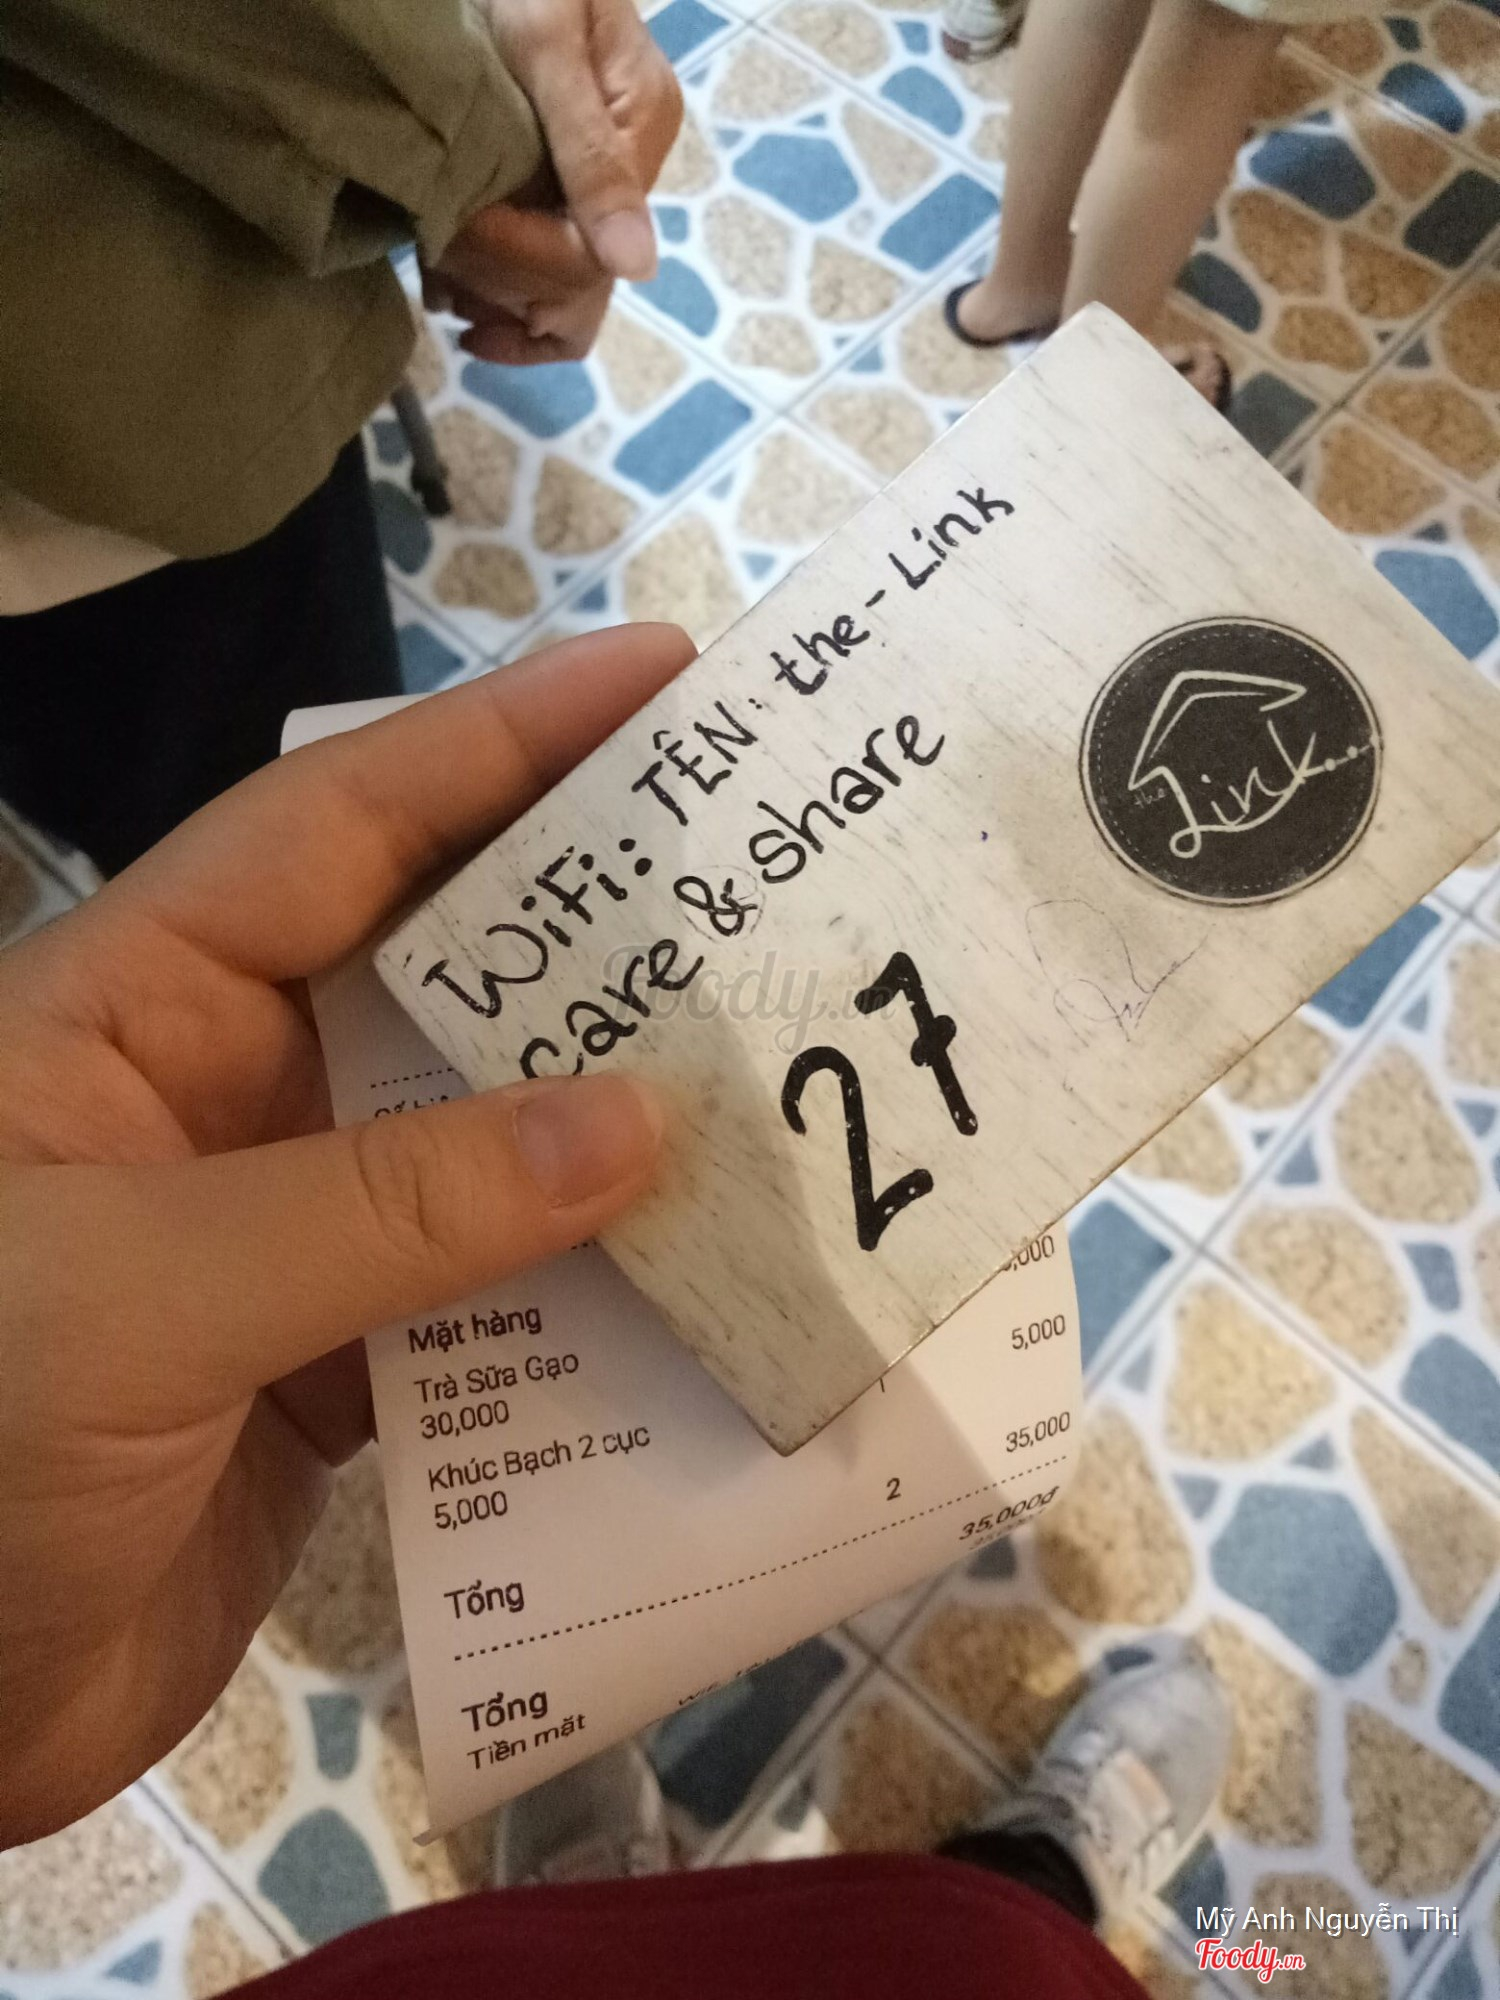 WiFi: TÊN: the-Link
care & share
27
the Link...
Mặt hàng
Trà Sữa Gạo
30,000
5,000
Khúc Bạch 2 cục
5,000
35,000
Tổng
2
35,000đ
Tổng
Tiền mặt
Foody.vn
Mỹ Anh Nguyễn Thị
Foody.vn